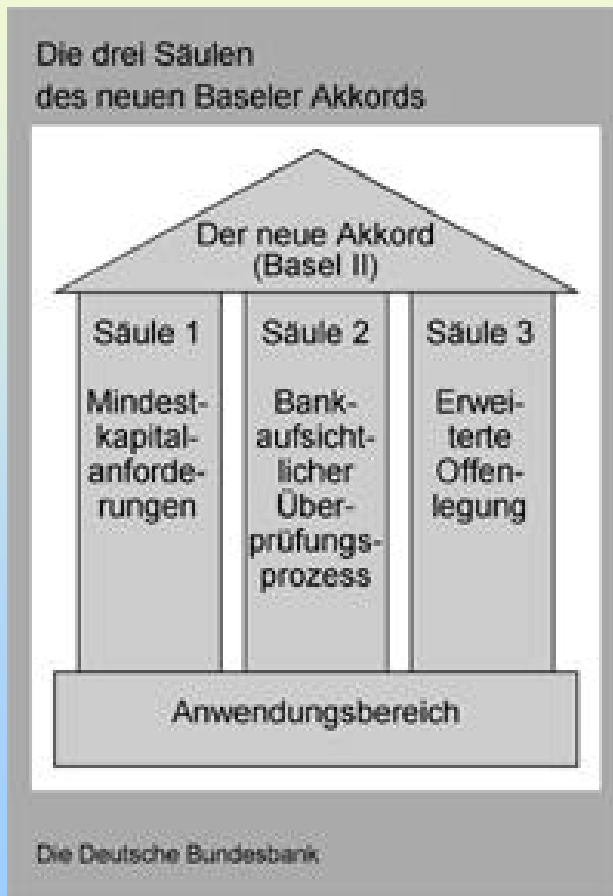 Die drei Säulen
des neuen Baseler Akkords
Der neue Akkord
(Basel II)
Säule 1
Mindest-
kapital-
anforde-
rungen
Säule 2
Bank-
aufsicht-
licher
Über-
prüfungs-
prozess
Säule 3
Erwei-
terte
Offen-
legung
Anwendungsbereich
Die Deutsche Bundesbank